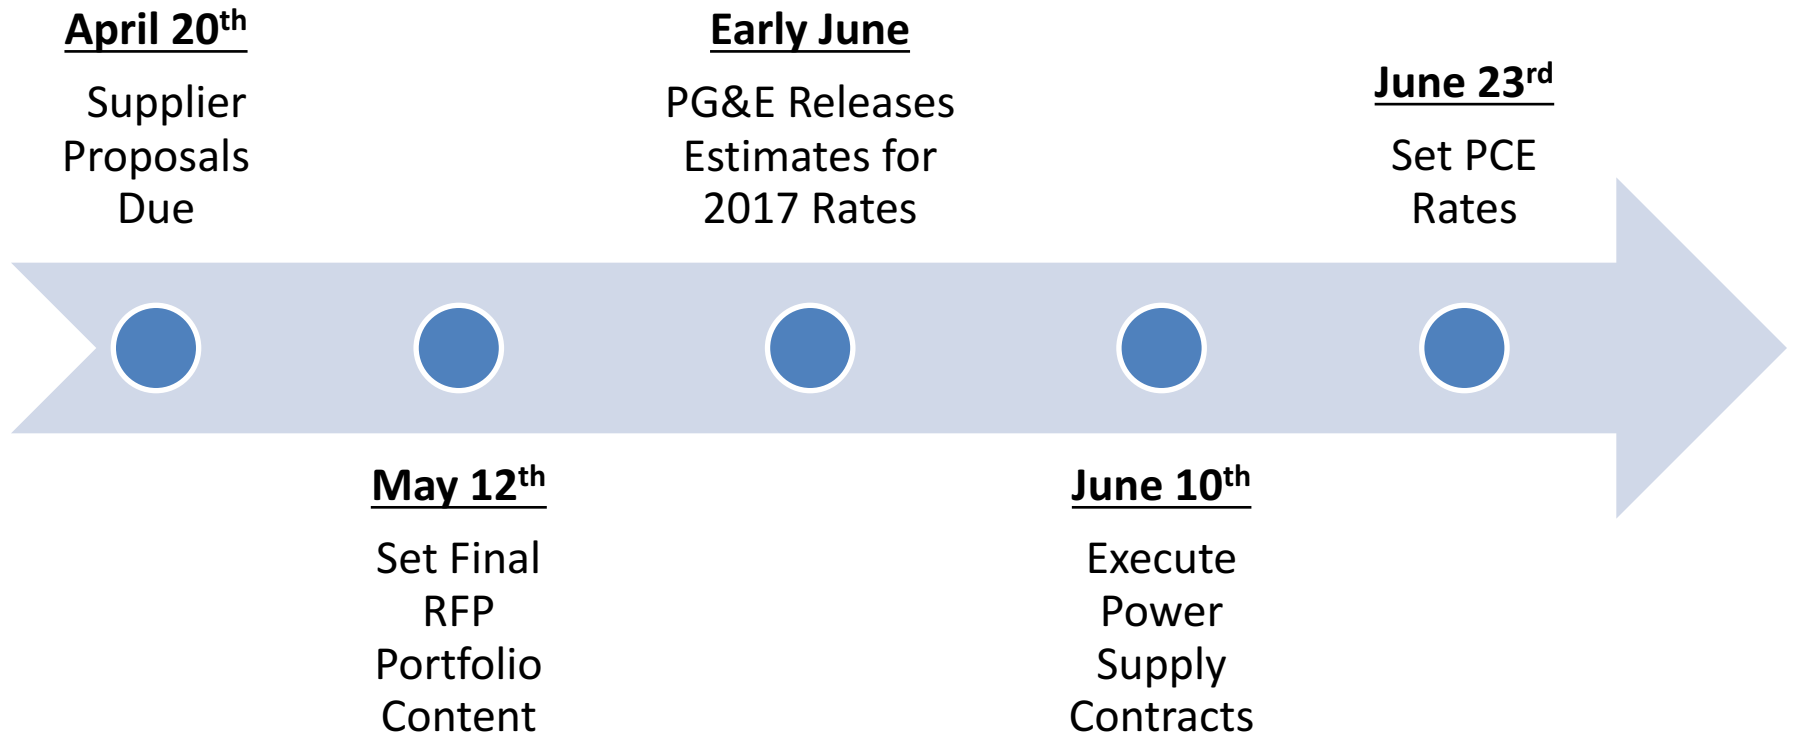 April 20th
Supplier
Proposals
Due
May 12th
Set Final
RFP
Portfolio
Content
Early June
PG&E Releases
Estimates for
2017 Rates
June 10th
Execute
Power
Supply
Contracts
June 23rd
Set PCE
Rates